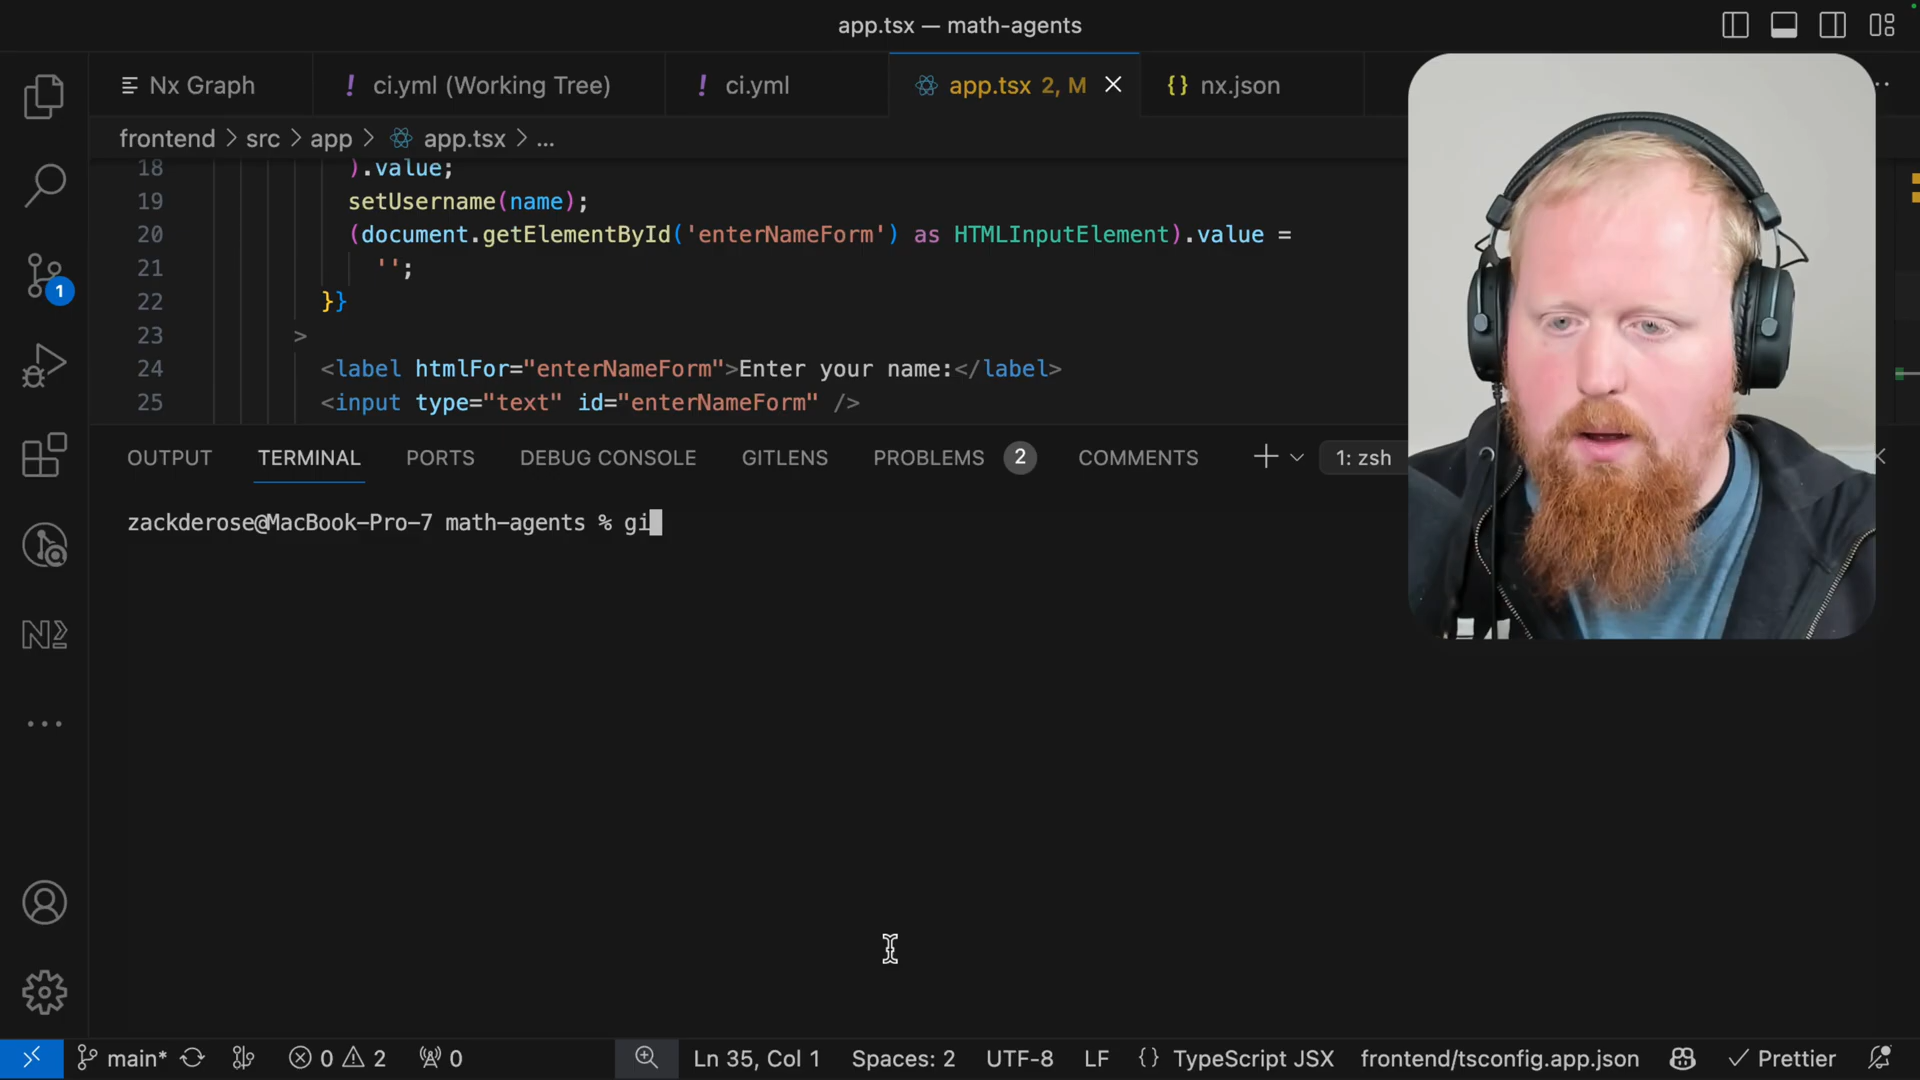 app.tsx — math-agents
Nx Graph
! ci.yml (Working Tree)
! ci.yml
app.tsx 2, M
{} nx.json
frontend > src > app > app.tsx > ...
18 ).value;
19 setUsername(name);
20 (document.getElementById('enterNameForm') as HTMLInputElement).value =
21 '';
22 }}
23 >
24 <label htmlFor="enterNameForm">Enter your name:</label>
25 <input type="text" id="enterNameForm" />
1
OUTPUT TERMINAL PORTS DEBUG CONSOLE GITLENS PROBLEMS 2 COMMENTS 1: zsh
zackderose@MacBook-Pro-7 math-agents % gi
main* 0 2 0 Ln 35, Col 1 Spaces: 2 UTF-8 LF {} TypeScript JSX frontend/tsconfig.app.json Prettier